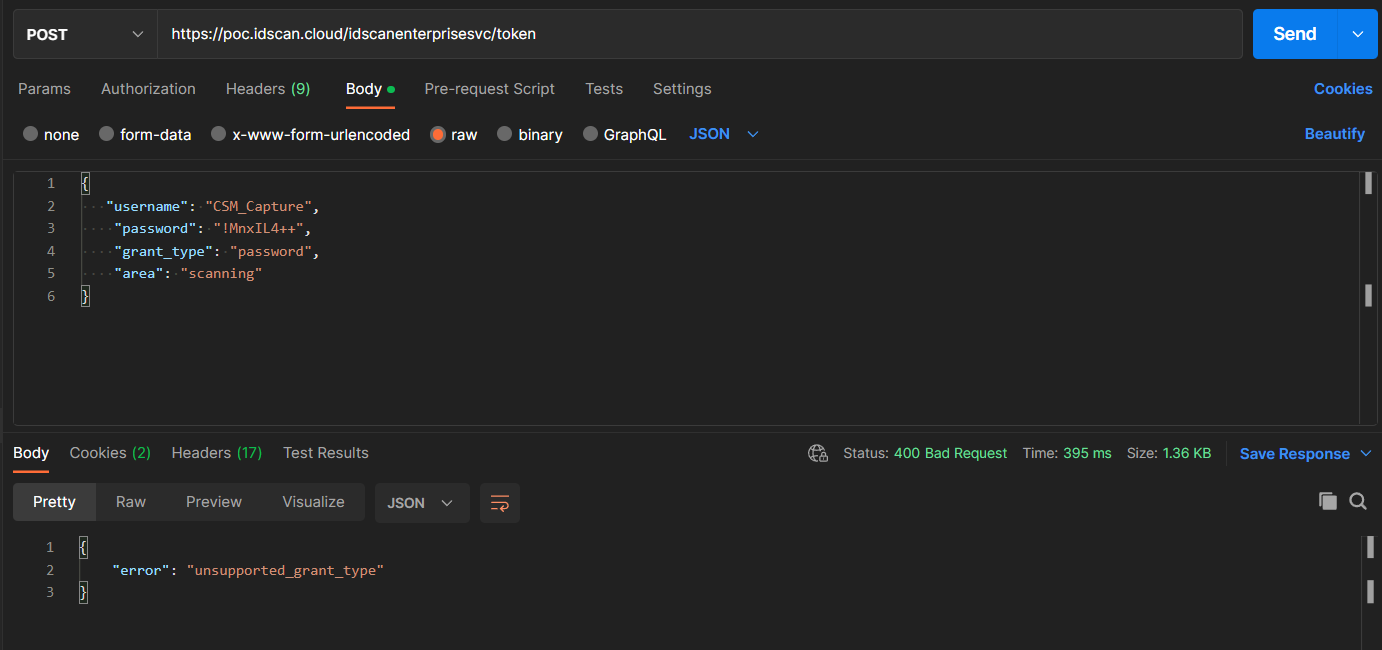 POST https://poc.idscan.cloud/idscanenterprisesvc/token Send
Params Authorization Headers (9) Body Pre-request Script Tests Settings Cookies
none form-data x-www-form-urlencoded raw binary GraphQL JSON Beautify
1 {
2 "username": "CSM_Capture",
3 "password": "!MnxIL4++",
4 "grant_type": "password",
5 "area": "scanning"
6 }
Body Cookies (2) Headers (17) Test Results Status: 400 Bad Request Time: 395 ms Size: 1.36 KB Save Response
Pretty Raw Preview Visualize JSON
1 {
2 "error": "unsupported_grant_type"
3 }